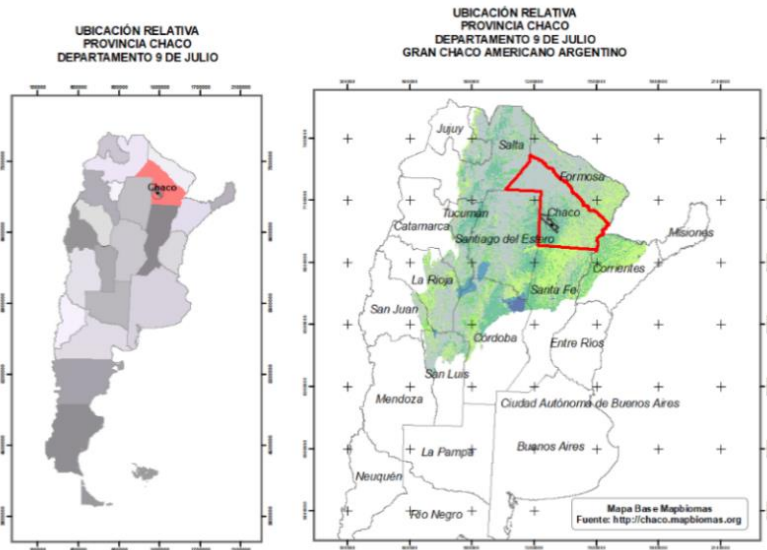 UBICACIÓN RELATIVA
PROVINCIA CHACO
DEPARTAMENTO 9 DE JULIO
Chaco
UBICACIÓN RELATIVA
PROVINCIA CHACO
DEPARTAMENTO 9 DE JULIO
GRAN CHACO AMERICANO ARGENTINO
Jujuy
Salta
Formosa
Chaco
Tucumán
Catamarca
Santiago del Estero
Misiones
Corrientes
La Rioja
Santa Fe
San Juan
Córdoba
Entre Rios
San Luis
Mendoza
Ciudad Autónoma de Buenos Aires
La Pampa
Buenos Aires
Neuquén
Río Negro
Mapa Base Mapbiomas
Fuente: http://chaco.mapbiomas.org